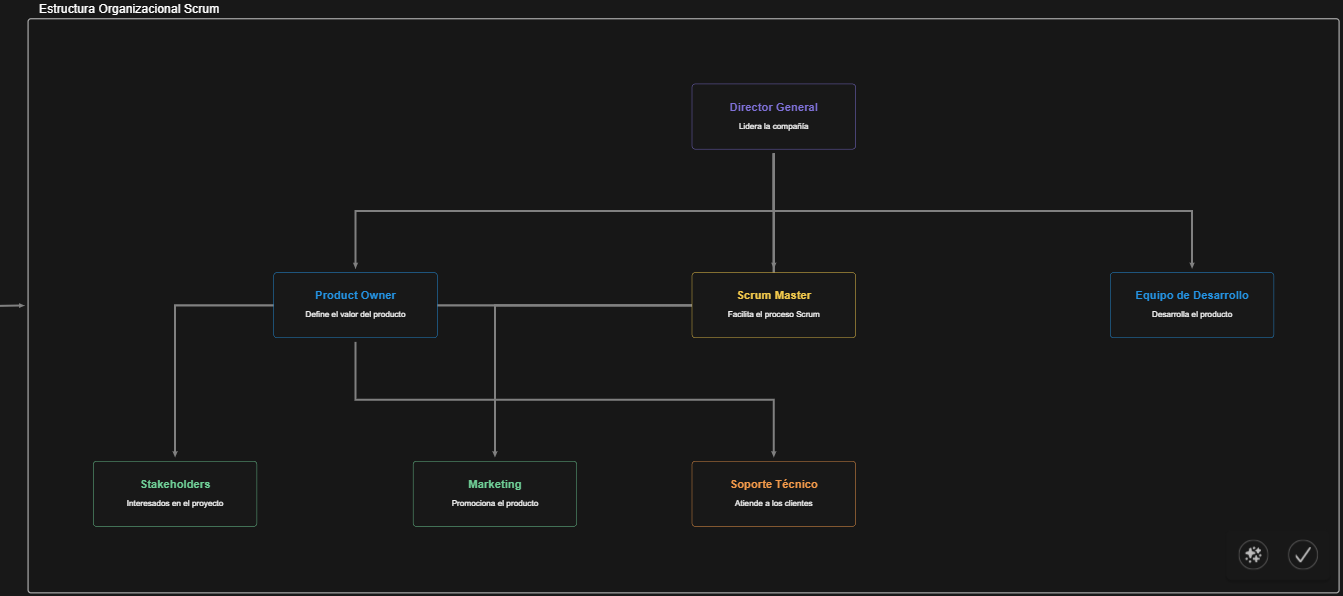 Estructura Organizacional Scrum
Director General
Lidera la compañía
Product Owner
Define el valor del producto
Scrum Master
Facilita el proceso Scrum
Equipo de Desarrollo
Desarrolla el producto
Stakeholders
Interesados en el proyecto
Marketing
Promociona el producto
Soporte Técnico
Atiende a los clientes